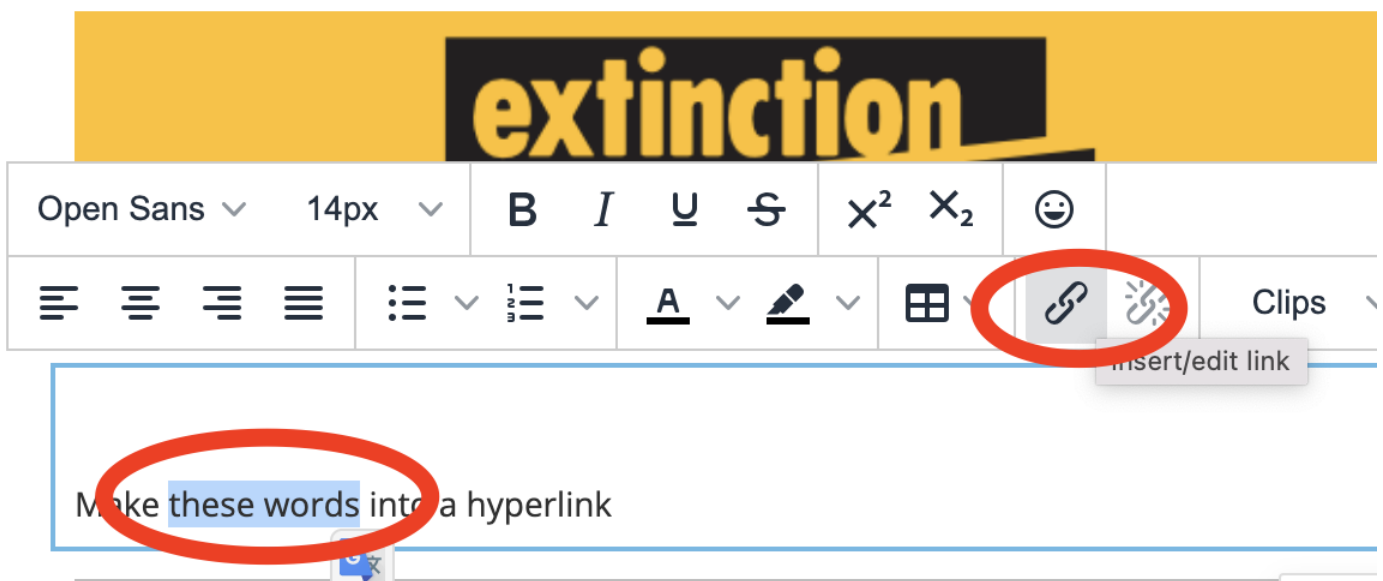 extinction
Open Sans 14px B I U S X² X₂
A Clips
Insert/edit link
Make these words into a hyperlink